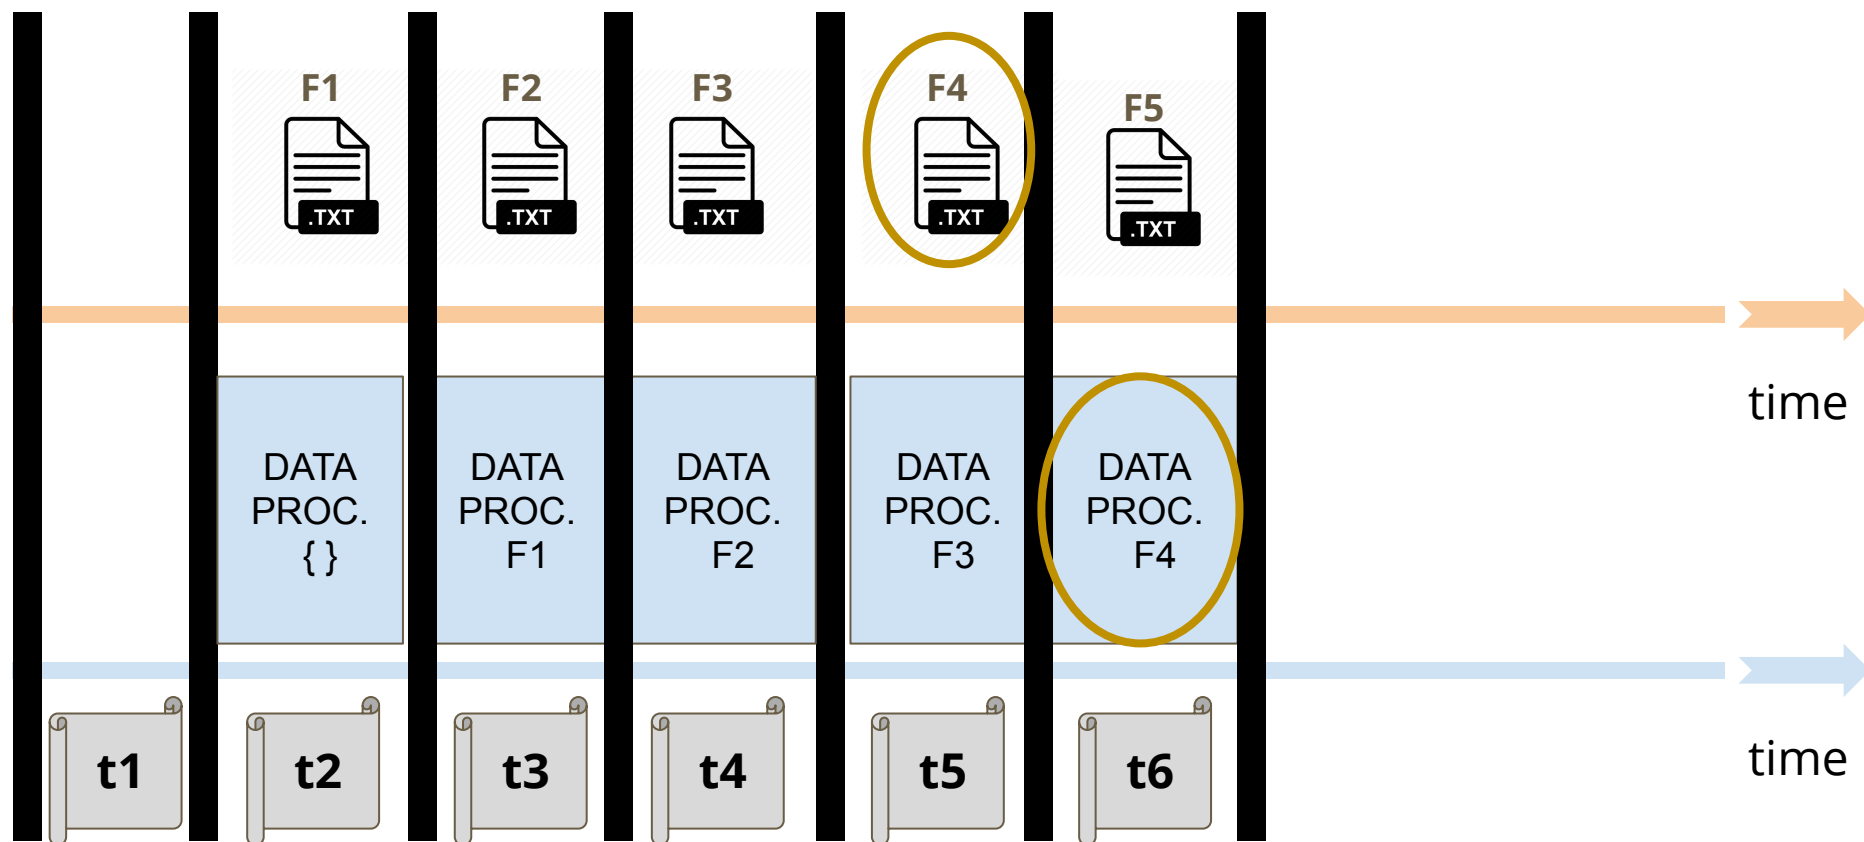 F1
F2
F3
F4
F5
.TXT
.TXT
.TXT
.TXT
.TXT
time
DATA
PROC.
{ }
DATA
PROC.
F1
DATA
PROC.
F2
DATA
PROC.
F3
DATA
PROC.
F4
t1
t2
t3
t4
t5
t6
time